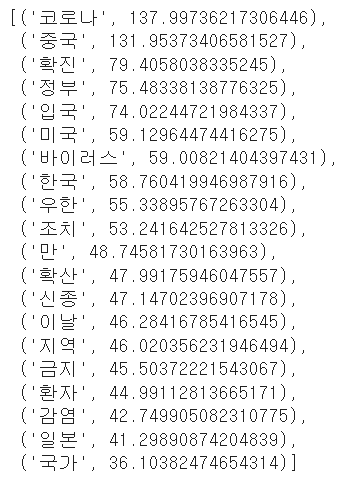 [('코로나', 137.99736217306446),
('중국', 131.95373406581527),
('확진', 79.4058038335245),
('정부', 75.48338138776325),
('입국', 74.02244721984337),
('미국', 59.12964474416275),
('바이러스', 59.00821404397431),
('한국', 58.760419946987916),
('우한', 55.33895767263304),
('조치', 53.241642527813326),
('만', 48.74581730163963),
('확산', 47.99175946047557),
('신종', 47.14702396907178),
('이날', 46.28416785416545),
('지역', 46.020356231946494),
('금지', 45.50372221543067),
('환자', 44.99112813665171),
('감염', 42.749905082310775),
('일본', 41.29890874204839),
('국가', 36.10382474654314)]